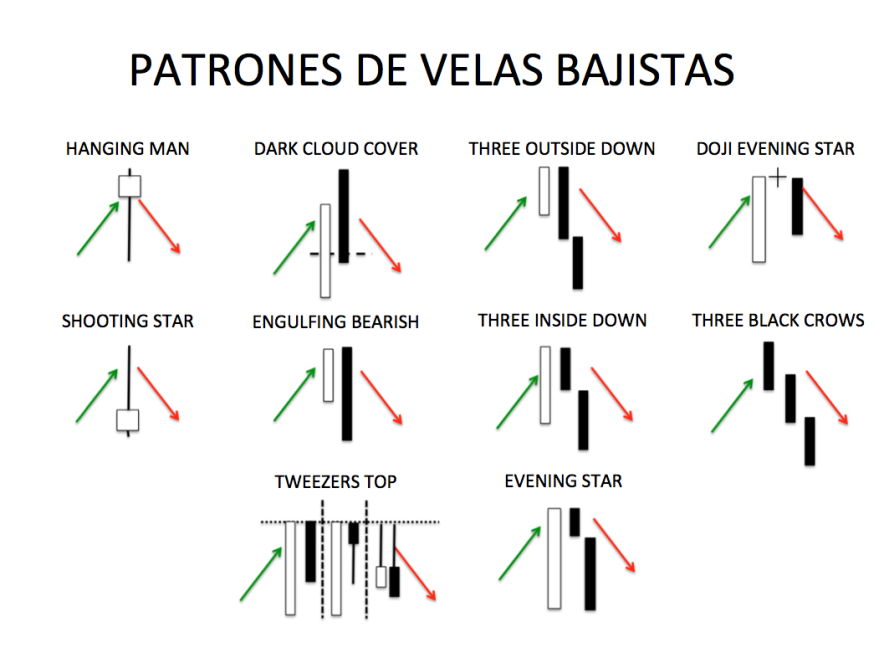 PATRONES DE VELAS BAJISTAS
HANGING MAN
DARK CLOUD COVER
THREE OUTSIDE DOWN
DOJI EVENING STAR
SHOOTING STAR
ENGULFING BEARISH
THREE INSIDE DOWN
THREE BLACK CROWS
TWEEZERS TOP
EVENING STAR